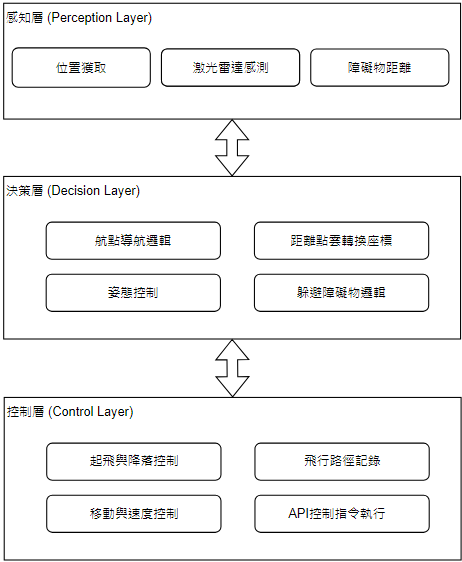 感知層 (Perception Layer)
位置獲取
激光雷達感測
障礙物距離
決策層 (Decision Layer)
航點導航邏輯
距離點雲轉換座標
姿態控制
躲避障礙物邏輯
控制層 (Control Layer)
起飛與降落控制
飛行路徑記錄
移動與速度控制
API控制指令執行